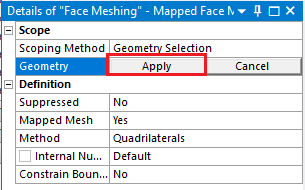 Details of "Face Meshing" - Mapped Face M
Scope
Scoping Method Geometry Selection
Geometry Apply Cancel
Definition
Suppressed No
Mapped Mesh Yes
Method Quadrilaterals
Internal Nu... Default
Constrain Boun... No